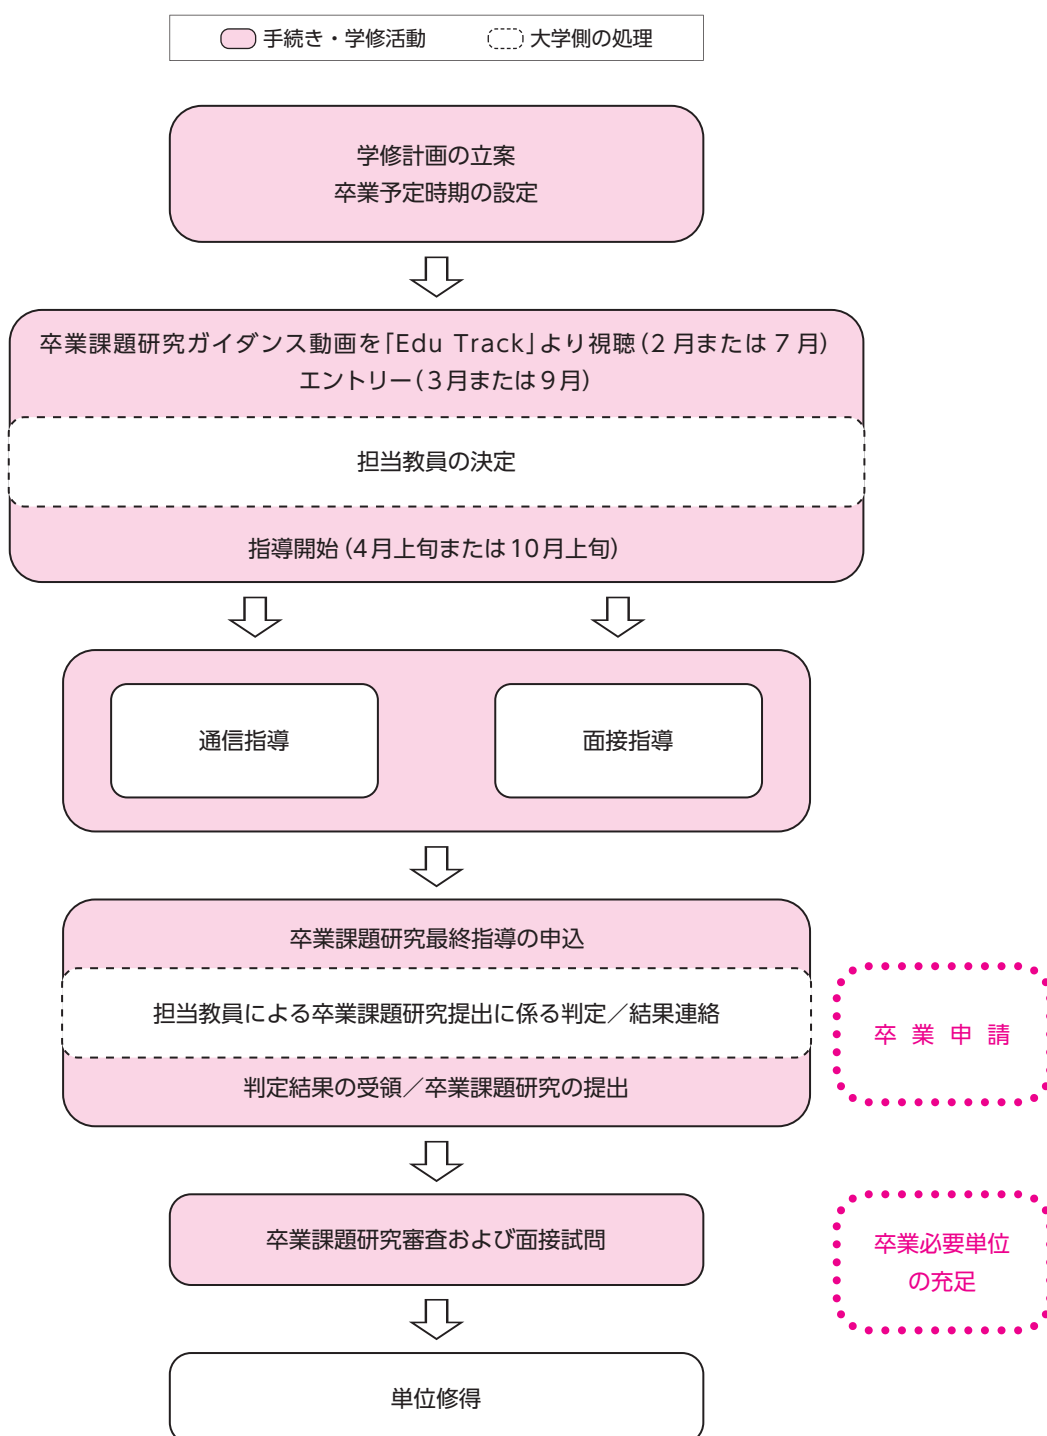 手続き・学修活動
大学側の処理
学修計画の立案
卒業予定時期の設定
卒業課題研究ガイダンス動画を「Edu Track」より視聴(2月または7月)
エントリー(3月または9月)
担当教員の決定
指導開始(4月上旬または10月上旬)
通信指導
面接指導
卒業課題研究最終指導の申込
担当教員による卒業課題研究提出に係る判定/結果連絡
判定結果の受領/卒業課題研究の提出
卒業申請
卒業課題研究審査および面接試問
卒業必要単位
の充足
単位修得